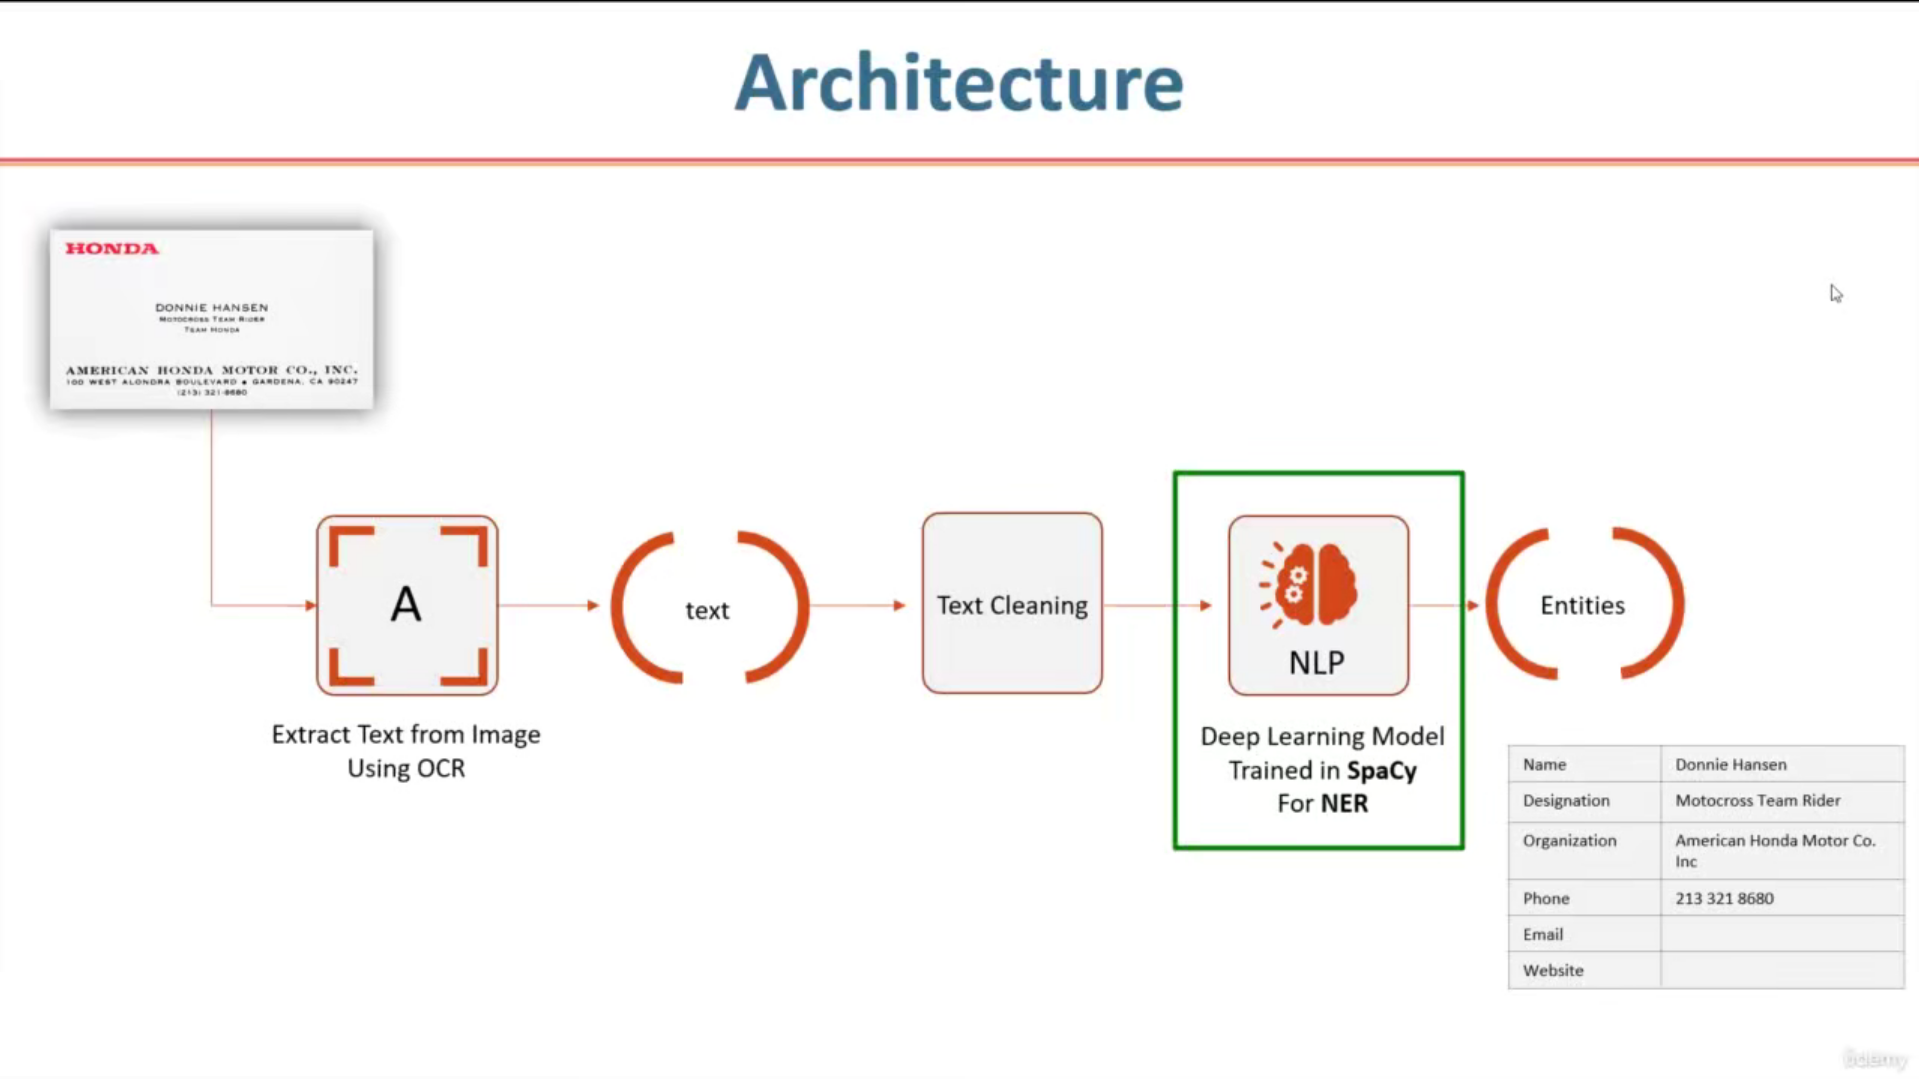 Architecture
HONDA
DONNIE HANSEN
MOTOCROSS TEAM RIDER
TEAM HONDA
AMERICAN HONDA MOTOR CO., INC.
100 WEST ALONDRA BOULEVARD • GARDENA, CA 90247
(213) 321-8680
A
Extract Text from Image
Using OCR
text
Text Cleaning
NLP
Deep Learning Model
Trained in SpaCy
For NER
Entities
Name Donnie Hansen
Designation Motocross Team Rider
Organization American Honda Motor Co.
Inc
Phone 213 321 8680
Email
Website
ûdemy